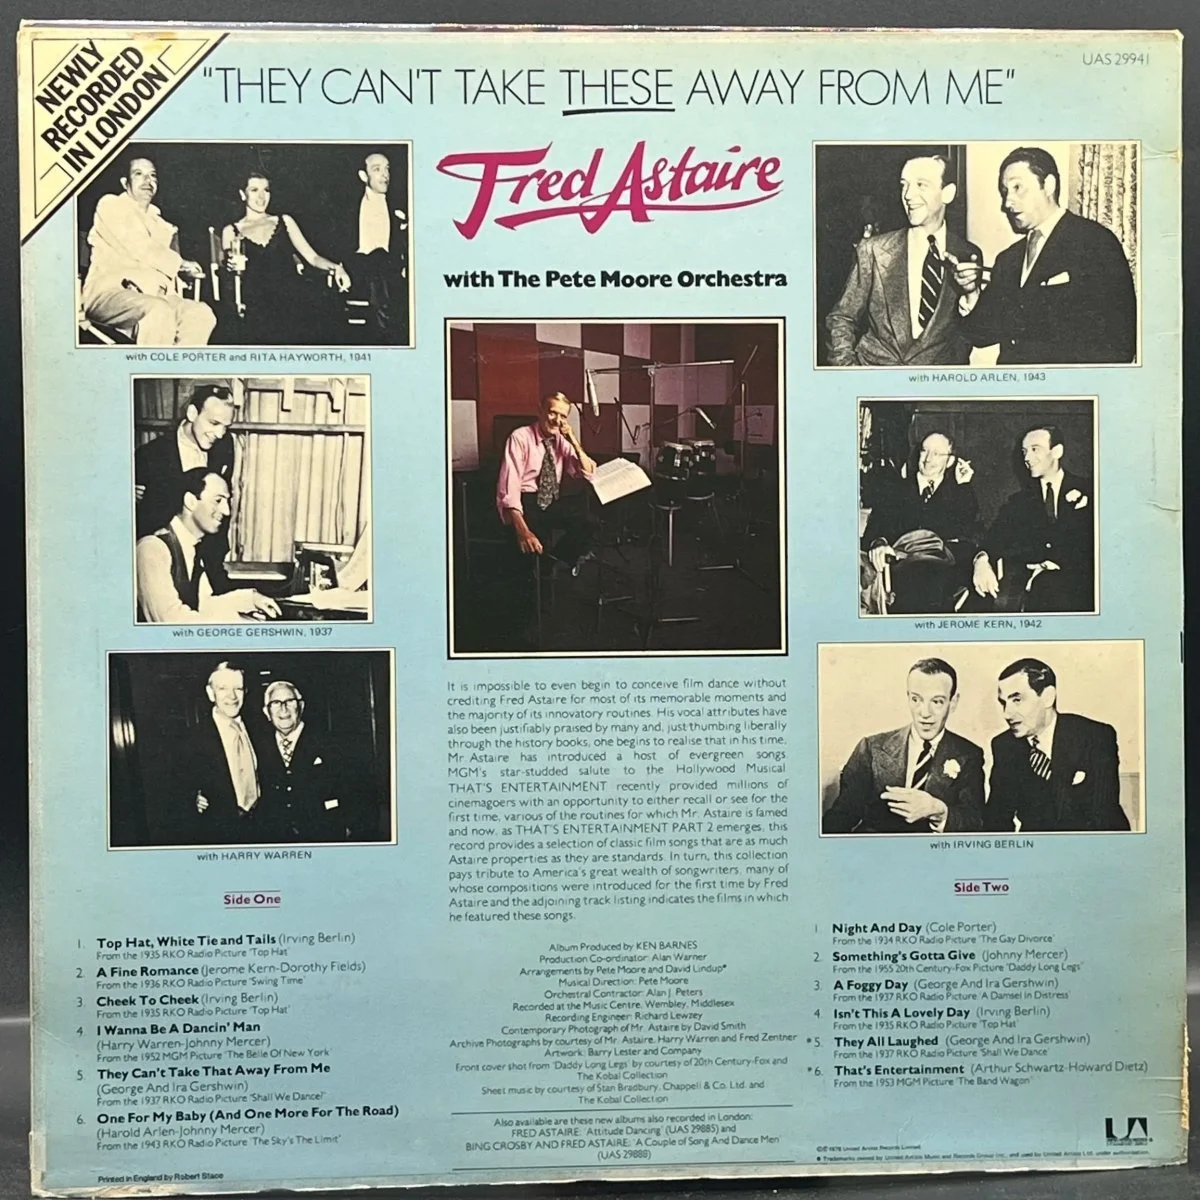 NEWLY
RECORDED
IN LONDON
"THEY CAN'T TAKE THESE AWAY FROM ME"
UAS 29941
Fred Astaire
with The Pete Moore Orchestra
with COLE PORTER and RITA HAYWORTH, 1941
with HAROLD ARLEN, 1943
with GEORGE GERSHWIN, 1937
with JEROME KERN, 1942
with HARRY WARREN
with IRVING BERLIN
It is impossible to even begin to conceive film dance without
crediting Fred Astaire for most of its memorable moments and
the majority of its innovatory routines. His vocal attributes have
also been justifiably praised by many and, just thumbing liberally
through the history books, one begins to realise that in his time,
Mr. Astaire has introduced a host of evergreen songs.
MGM's star-studded salute to the Hollywood Musical
THAT'S ENTERTAINMENT recently provided millions of
cinemagoers with an opportunity to either recall or see for the
first time, various of the routines for which Mr. Astaire is famed
and now, as THAT'S ENTERTAINMENT PART 2 emerges, this
record provides a selection of classic film songs that are as much
Astaire properties as they are standards. In turn, this collection
pays tribute to America's great wealth of songwriters, many of
whose compositions were introduced for the first time by Fred
Astaire and the adjoining track listing indicates the films in which
he featured these songs.
Side One
1. Top Hat, White Tie and Tails (Irving Berlin)
From the 1935 RKO Radio Picture 'Top Hat'
2. A Fine Romance (Jerome Kern-Dorothy Fields)
From the 1936 RKO Radio Picture 'Swing Time'
3. Cheek To Cheek (Irving Berlin)
From the 1935 RKO Radio Picture 'Top Hat'
4. I Wanna Be A Dancin' Man
(Harry Warren-Johnny Mercer)
From the 1952 MGM Picture 'The Belle Of New York'
5. They Can't Take That Away From Me
(George And Ira Gershwin)
From the 1937 RKO Radio Picture 'Shall We Dance'
6. One For My Baby (And One More For The Road)
(Harold Arlen-Johnny Mercer)
From the 1943 RKO Radio Picture 'The Sky's The Limit'
Printed in England by Robert Stace
Album Produced by KEN BARNES
Production Co-ordinator: Alan Warner
Arrangements by Pete Moore and David Lindup*
Musical Direction: Pete Moore
Orchestral Contractor: Alan J. Peters
Recorded at the Music Centre, Wembley, Middlesex
Recording Engineer: Richard Lewzey
Contemporary Photograph of Mr. Astaire by David Smith
Archive Photographs by courtesy of Mr. Astaire, Harry Warren and Fred Zentner
Artwork: Barry Lester and Company
Front cover shot from 'Daddy Long Legs' by courtesy of 20th Century-Fox and
The Kobal Collection
Sheet music by courtesy of Stan Bradbury, Chappell & Co. Ltd. and
The Kobal Collection
Also available are these new albums also recorded in London:
FRED ASTAIRE: 'Attitude Dancing' (UAS 29885) and
BING CROSBY AND FRED ASTAIRE: 'A Couple of Song And Dance Men'
(UAS 29888)
Side Two
1. Night And Day (Cole Porter)
From the 1934 RKO Radio Picture 'The Gay Divorce'
2. Something's Gotta Give (Johnny Mercer)
From the 1955 20th Century-Fox Picture 'Daddy Long Legs'
3. A Foggy Day (George And Ira Gershwin)
From the 1937 RKO Radio Picture 'A Damsel in Distress'
4. Isn't This A Lovely Day (Irving Berlin)
From the 1935 RKO Radio Picture 'Top Hat'
*5. They All Laughed (George And Ira Gershwin)
From the 1937 RKO Radio Picture 'Shall We Dance'
*6. That's Entertainment (Arthur Schwartz-Howard Dietz)
From the 1953 MGM Picture 'The Band Wagon'
UA
Trademarks owned by United Artists Music and Records Group Inc., and used by United Artists Ltd. under authorisation.